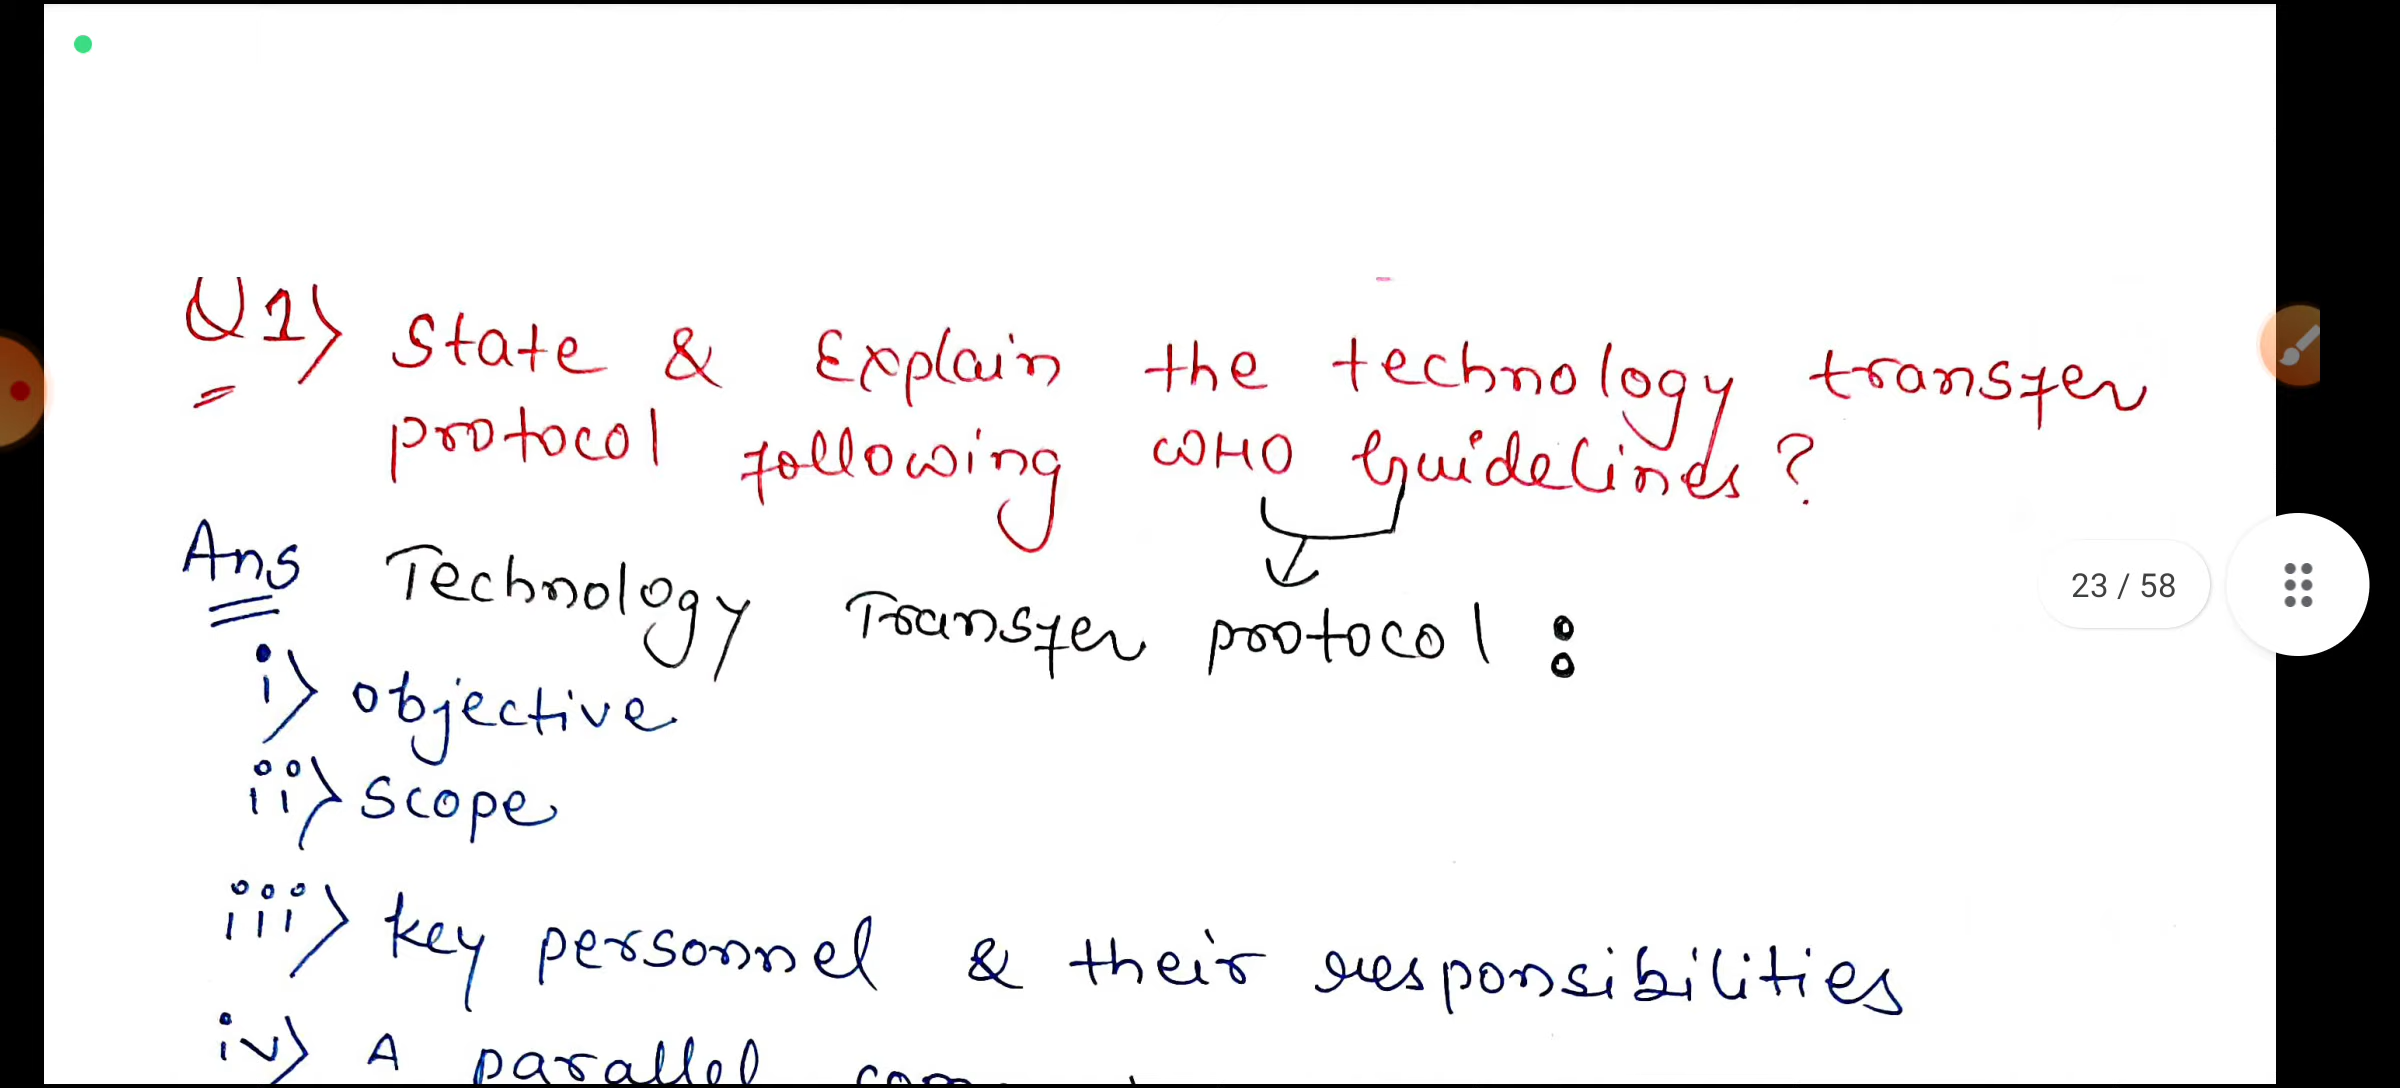 Q1) State & Explain the technology transfer
protocol following WHO Guidelines ?
Ans Technology Transfer protocol :
i) objective
ii) scope
23 / 58
iii) key personnel & their responsibilities
iv) A parallel